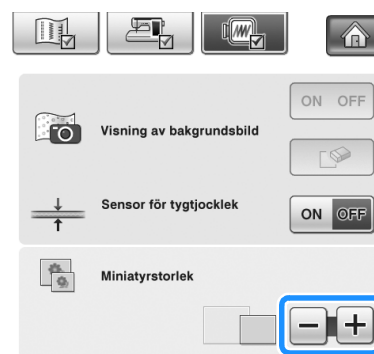 ON OFF
Visning av bakgrundsbild
Sensor för tygtjocklek
ON OFF
Miniatyrstorlek
− +